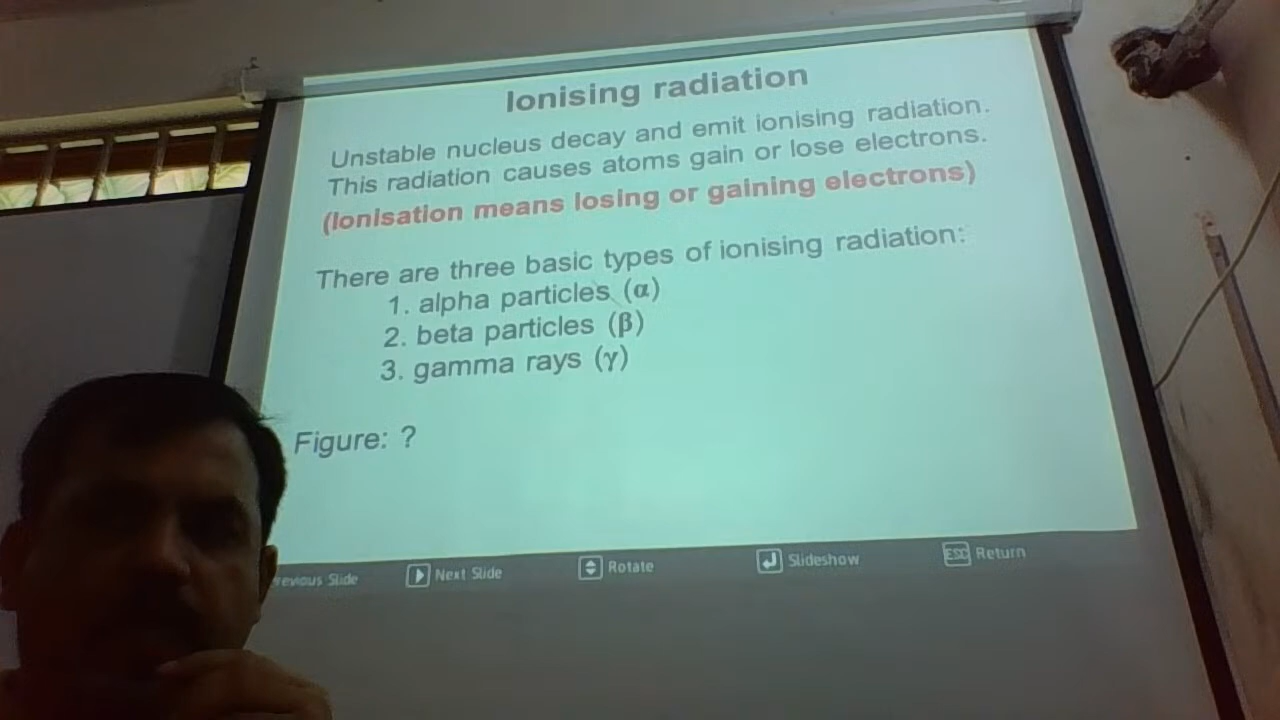 Ionising radiation
Unstable nucleus decay and emit ionising radiation.
This radiation causes atoms gain or lose electrons.
(Ionisation means losing or gaining electrons)
There are three basic types of ionising radiation:
1. alpha particles (α)
2. beta particles (β)
3. gamma rays (γ)
Figure: ?
evious Slide Next Slide Rotate Slideshow ESC Return